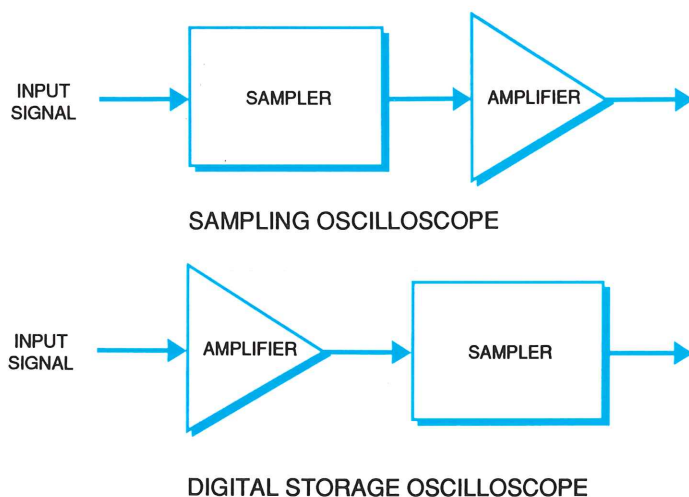 INPUT
SIGNAL
SAMPLER
AMPLIFIER
SAMPLING OSCILLOSCOPE
INPUT
SIGNAL
AMPLIFIER
SAMPLER
DIGITAL STORAGE OSCILLOSCOPE